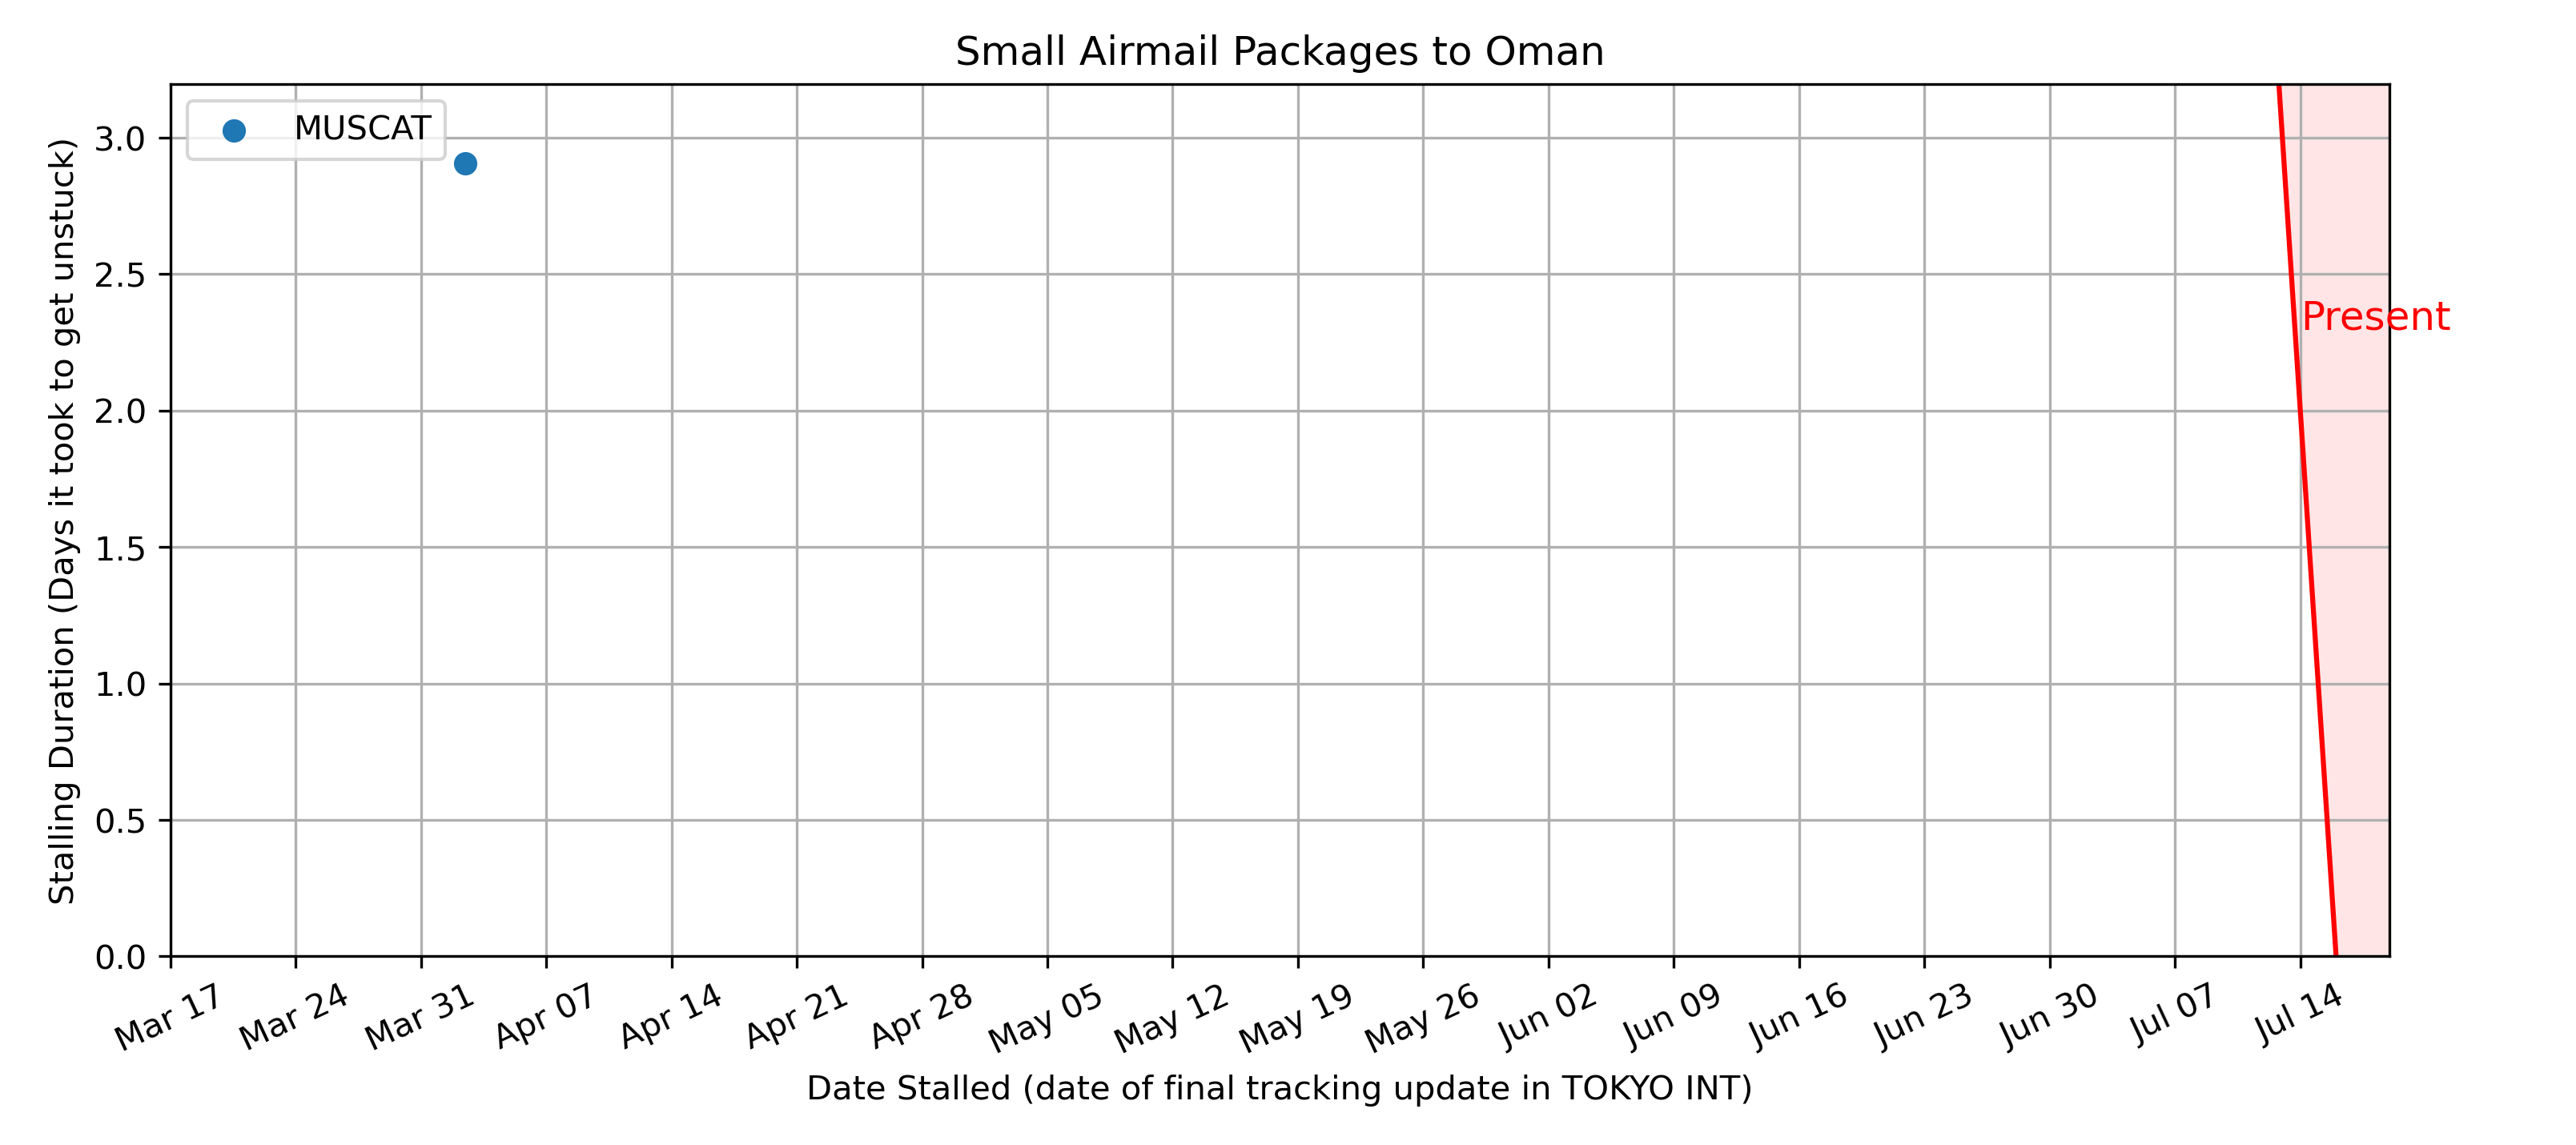 Small Airmail Packages to Oman
MUSCAT
Stalling Duration (Days it took to get unstuck)
3.0
2.5
2.0
1.5
1.0
0.5
0.0
Present
Mar 17 Mar 24 Mar 31 Apr 07 Apr 14 Apr 21 Apr 28 May 05 May 12 May 19 May 26 Jun 02 Jun 09 Jun 16 Jun 23 Jun 30 Jul 07 Jul 14
Date Stalled (date of final tracking update in TOKYO INT)